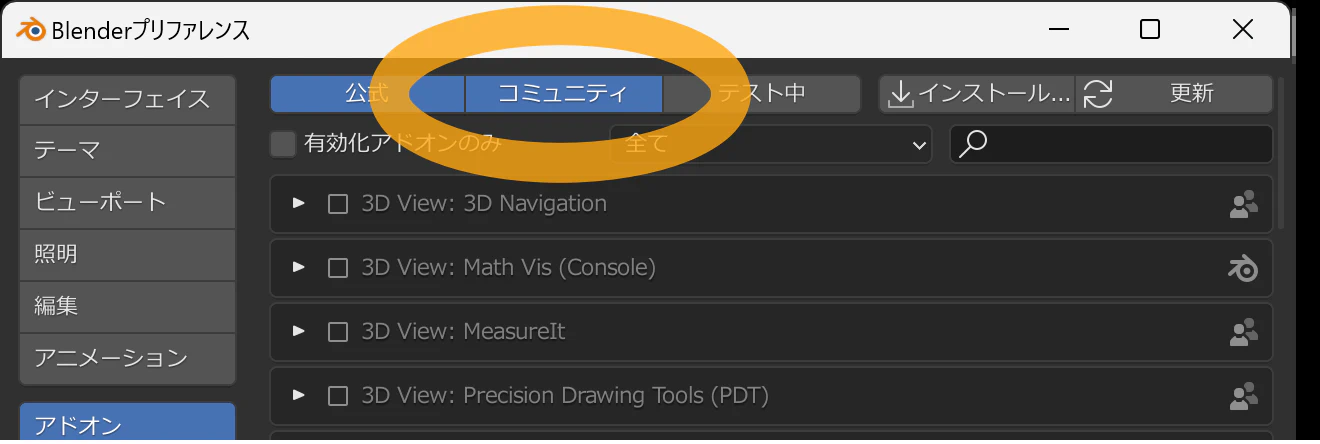 Blenderプリファレンス
インターフェイス
テーマ
ビューポート
照明
編集
アニメーション
アドオン
公式 コミュニティ テスト中 インストール... 更新
有効化アドオンのみ 全て
3D View: 3D Navigation
3D View: Math Vis (Console)
3D View: MeasureIt
3D View: Precision Drawing Tools (PDT)